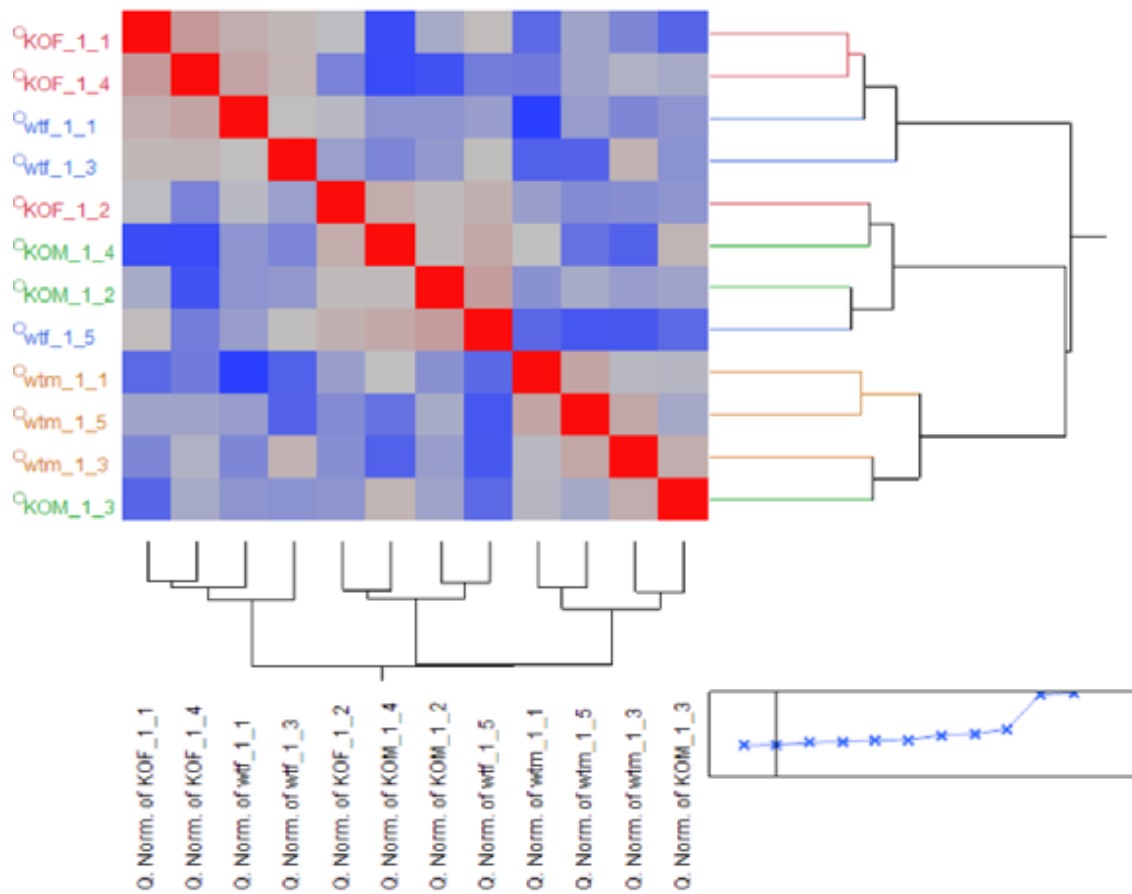 KOF_1_1
KOF_1_4
wtf_1_1
wtf_1_3
KOF_1_2
KOM_1_4
KOM_1_2
wtf_1_5
wtm_1_1
wtm_1_5
wtm_1_3
KOM_1_3
Q. Norm. of KOF_1_1
Q. Norm. of KOF_1_4
Q. Norm. of wtf_1_1
Q. Norm. of wtf_1_3
Q. Norm. of KOF_1_2
Q. Norm. of KOM_1_4
Q. Norm. of KOM_1_2
Q. Norm. of wtf_1_5
Q. Norm. of wtm_1_1
Q. Norm. of wtm_1_5
Q. Norm. of wtm_1_3
Q. Norm. of KOM_1_3